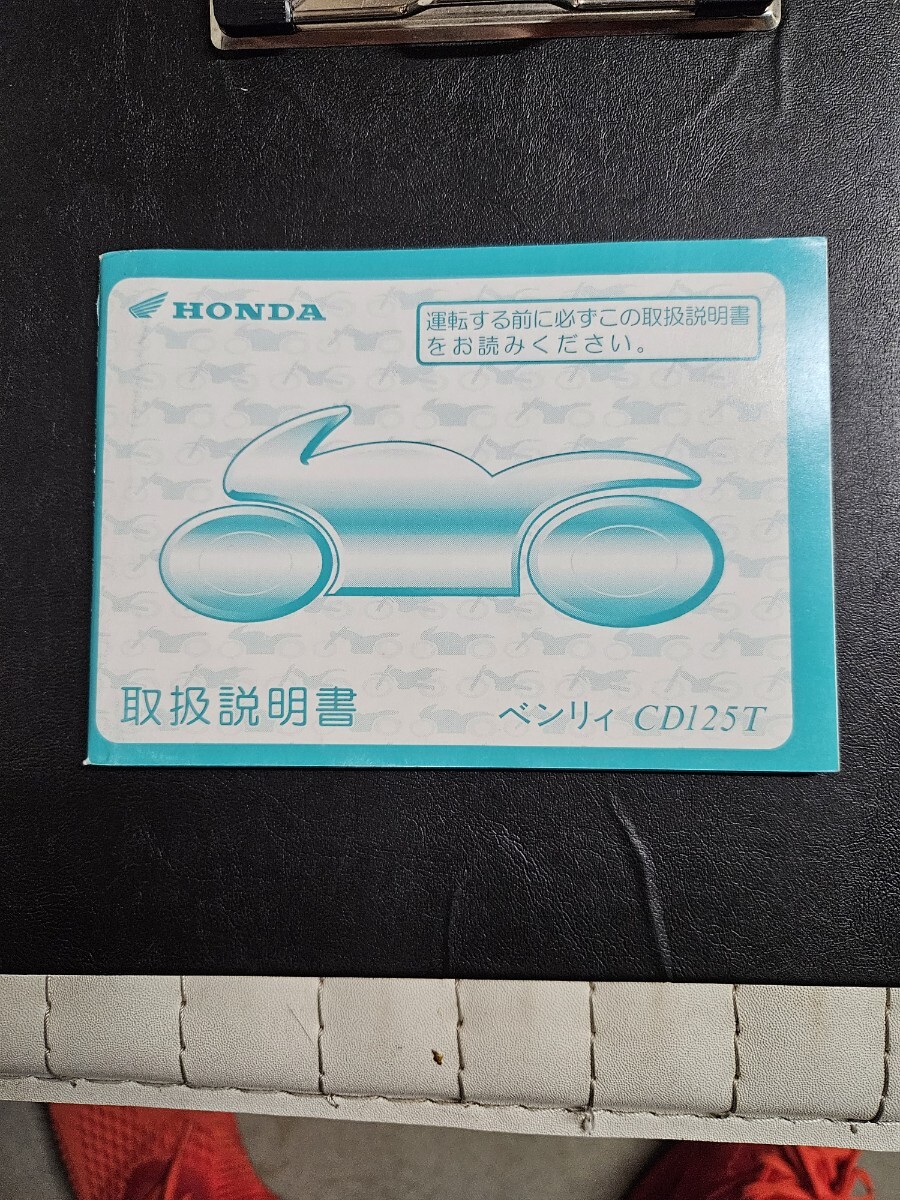 HONDA
運転する前に必ずこの取扱説明書
をお読みください。
取扱説明書
ベンリィ CD125T